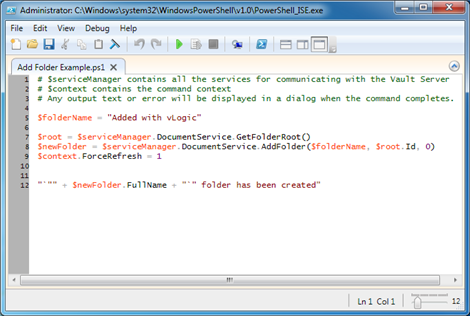 Administrator: C:\Windows\system32\WindowsPowerShell\v1.0\PowerShell_ISE.exe
File Edit View Debug Help
Add Folder Example.ps1 X
1 # $serviceManager contains all the services for communicating with the Vault Server
2 # $context contains the command context
3 # Any output text or error will be displayed in a dialog when the command completes.
4
5 $folderName = "Added with vLogic"
6
7 $root = $serviceManager.DocumentService.GetFolderRoot()
8 $newFolder = $serviceManager.DocumentService.AddFolder($folderName, $root.Id, 0)
9 $context.ForceRefresh = 1
10
11
12 "`"" + $newFolder.FullName + "`" folder has been created"
Ln 1 Col 1 12